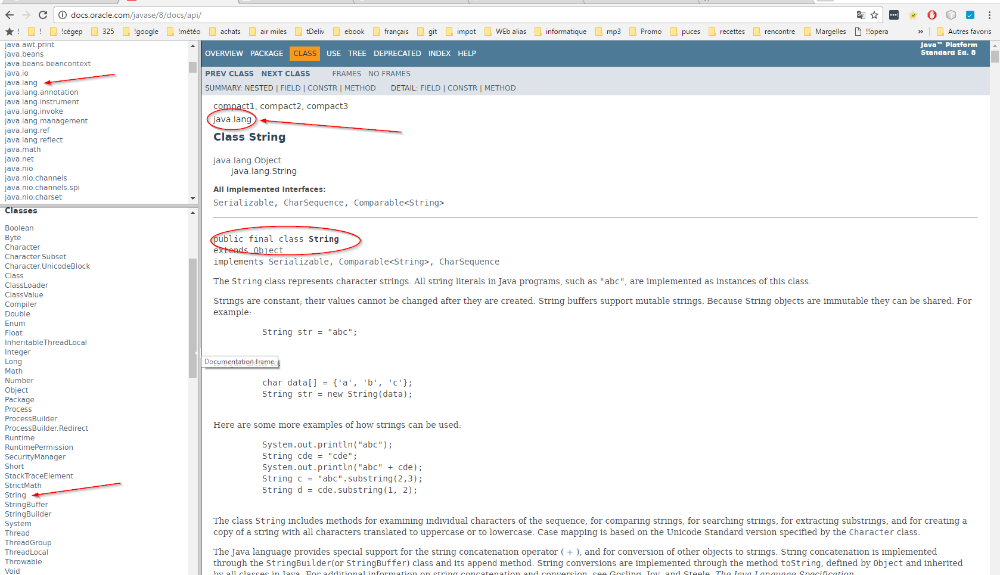 docs.oracle.com/javase/8/docs/api/
! ! !cégep 325 !google !météo achats air miles tDeliv ebook français git impot WEb alias informatique mp3 Promo puces recettes rencontre Margelles !!opera » Autres favoris
java.awt.print
java.beans
java.beans.beancontext
java.io
java.lang
java.lang.annotation
java.lang.instrument
java.lang.invoke
java.lang.management
java.lang.ref
java.lang.reflect
java.math
java.net
java.nio
java.nio.channels
java.nio.channels.spi
java.nio.charset
Classes
Boolean
Byte
Character
Character.Subset
Character.UnicodeBlock
Class
ClassLoader
ClassValue
Compiler
Double
Enum
Float
InheritableThreadLocal
Integer
Long
Math
Number
Object
Package
Process
ProcessBuilder
ProcessBuilder.Redirect
Runtime
RuntimePermission
SecurityManager
Short
StackTraceElement
StrictMath
String
StringBuffer
StringBuilder
System
Thread
ThreadGroup
ThreadLocal
Throwable
Void
OVERVIEW PACKAGE CLASS USE TREE DEPRECATED INDEX HELP
Java™ Platform
Standard Ed. 8
PREV CLASS NEXT CLASS FRAMES NO FRAMES
SUMMARY: NESTED | FIELD | CONSTR | METHOD DETAIL: FIELD | CONSTR | METHOD
compact1, compact2, compact3
java.lang
Class String
java.lang.Object
java.lang.String
All Implemented Interfaces:
Serializable, CharSequence, Comparable<String>
public final class String
extends Object
implements Serializable, Comparable<String>, CharSequence
The String class represents character strings. All string literals in Java programs, such as "abc", are implemented as instances of this class.
Strings are constant; their values cannot be changed after they are created. String buffers support mutable strings. Because String objects are immutable they can be shared. For
example:
String str = "abc";
Documentation frame
char data[] = {'a', 'b', 'c'};
String str = new String(data);
Here are some more examples of how strings can be used:
System.out.println("abc");
String cde = "cde";
System.out.println("abc" + cde);
String c = "abc".substring(2,3);
String d = cde.substring(1, 2);
The class String includes methods for examining individual characters of the sequence, for comparing strings, for searching strings, for extracting substrings, and for creating a
copy of a string with all characters translated to uppercase or to lowercase. Case mapping is based on the Unicode Standard version specified by the Character class.
The Java language provides special support for the string concatenation operator ( + ), and for conversion of other objects to strings. String concatenation is implemented
through the StringBuilder(or StringBuffer) class and its append method. String conversions are implemented through the method toString, defined by Object and inherited
by all classes in Java. For additional information on string concatenation and conversion, see Gosling, Joy, and Steele, The Java Language Specification.